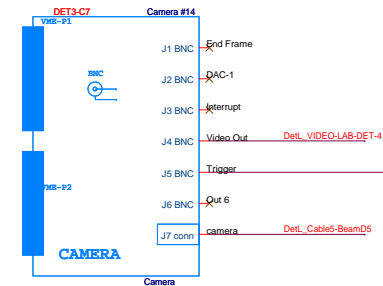 DET3-C7 Camera #14
VME-P1
BNC
J1 BNC End Frame
J2 BNC DAC-1
J3 BNC Interrupt
J4 BNC Video Out DetL_VIDEO-LAB-DET-4
J5 BNC Trigger
VME-P2
J6 BNC Out 6
J7 conn camera DetL_Cable5-BeamD5
CAMERA
Camera